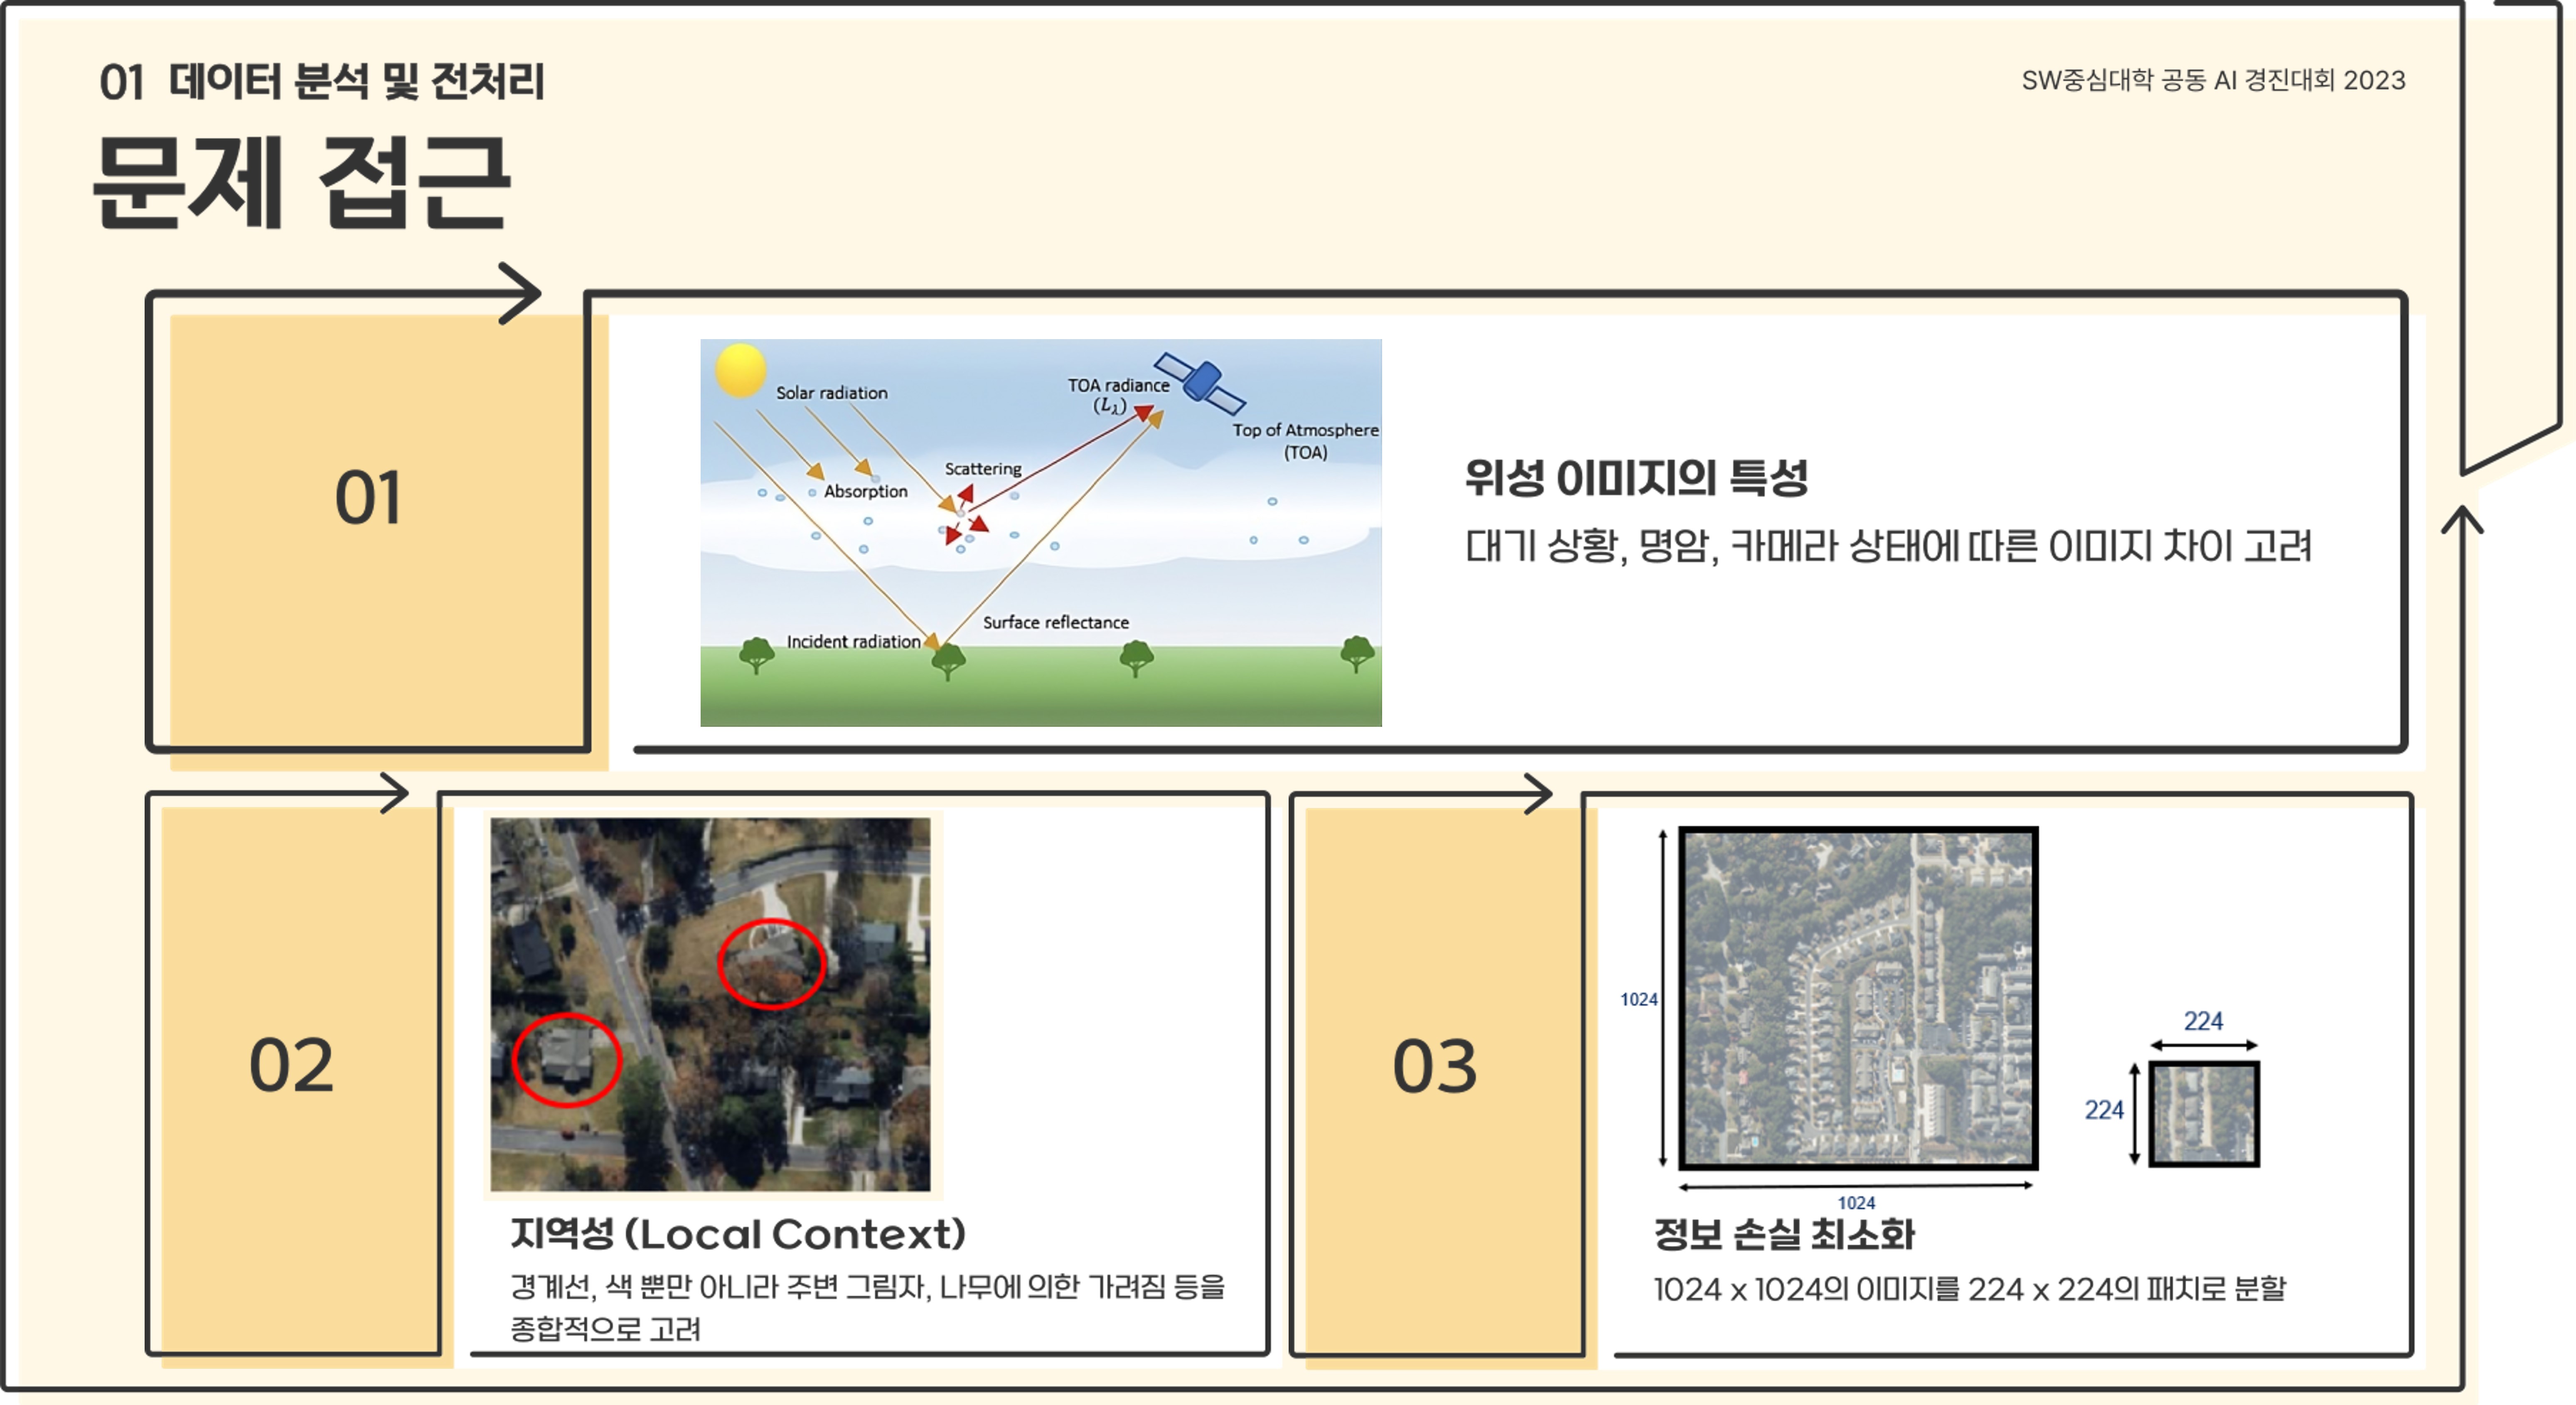 01 데이터 분석 및 전처리
SW중심대학 공동 AI 경진대회 2023
문제 접근
01
Solar radiation
TOA radiance
(Lλ)
Top of Atmosphere
(TOA)
Scattering
Absorption
Surface reflectance
Incident radiation
위성 이미지의 특성
대기 상황, 명암, 카메라 상태에 따른 이미지 차이 고려
02
지역성 (Local Context)
경계선, 색 뿐만 아니라 주변 그림자, 나무에 의한 가려짐 등을
종합적으로 고려
03
1024
1024
224
224
정보 손실 최소화
1024 x 1024의 이미지를 224 x 224의 패치로 분할